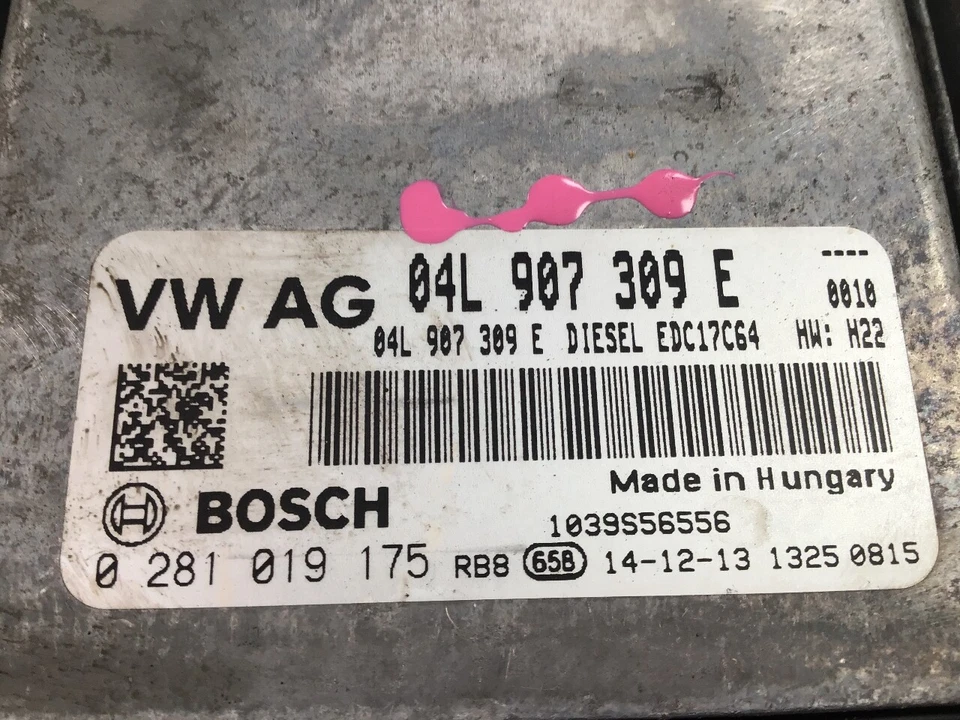 VW AG 04L 907 309 E ----
0010
04L 907 309 E DIESEL EDC17C64 HW: H22
Made in Hungary
BOSCH 1039S56556
0 281 019 175 RB8 65B 14-12-13 1325 0815